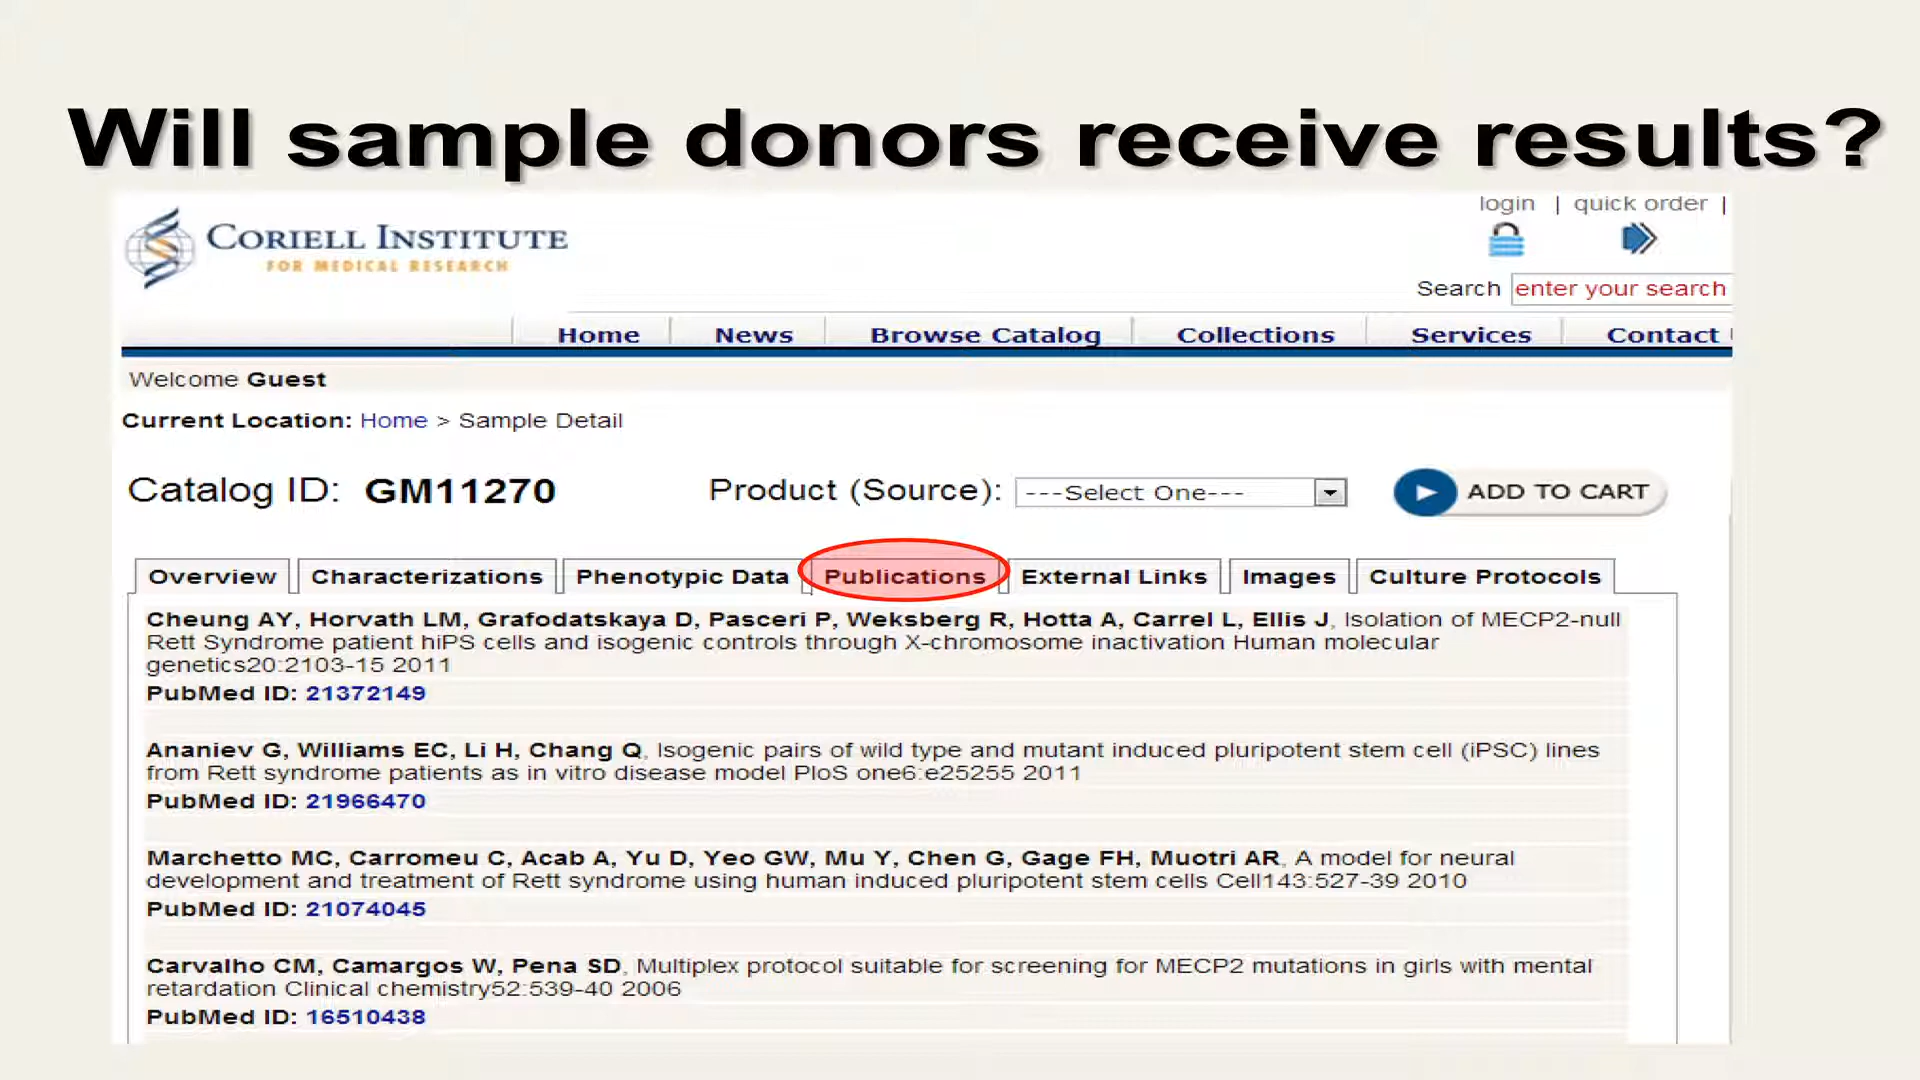 Will sample donors receive results?
CORIELL INSTITUTE
FOR MEDICAL RESEARCH
login | quick order |
Search enter your search
Home News Browse Catalog Collections Services Contact
Welcome Guest
Current Location: Home > Sample Detail
Catalog ID: GM11270 Product (Source): ---Select One--- ADD TO CART
Overview Characterizations Phenotypic Data Publications External Links Images Culture Protocols
Cheung AY, Horvath LM, Grafodatskaya D, Pasceri P, Weksberg R, Hotta A, Carrel L, Ellis J, Isolation of MECP2-null
Rett Syndrome patient hiPS cells and isogenic controls through X-chromosome inactivation Human molecular
genetics20:2103-15 2011
PubMed ID: 21372149
Ananiev G, Williams EC, Li H, Chang Q, Isogenic pairs of wild type and mutant induced pluripotent stem cell (iPSC) lines
from Rett syndrome patients as in vitro disease model PloS one6:e25255 2011
PubMed ID: 21966470
Marchetto MC, Carromeu C, Acab A, Yu D, Yeo GW, Mu Y, Chen G, Gage FH, Muotri AR, A model for neural
development and treatment of Rett syndrome using human induced pluripotent stem cells Cell143:527-39 2010
PubMed ID: 21074045
Carvalho CM, Camargos W, Pena SD, Multiplex protocol suitable for screening for MECP2 mutations in girls with mental
retardation Clinical chemistry52:539-40 2006
PubMed ID: 16510438